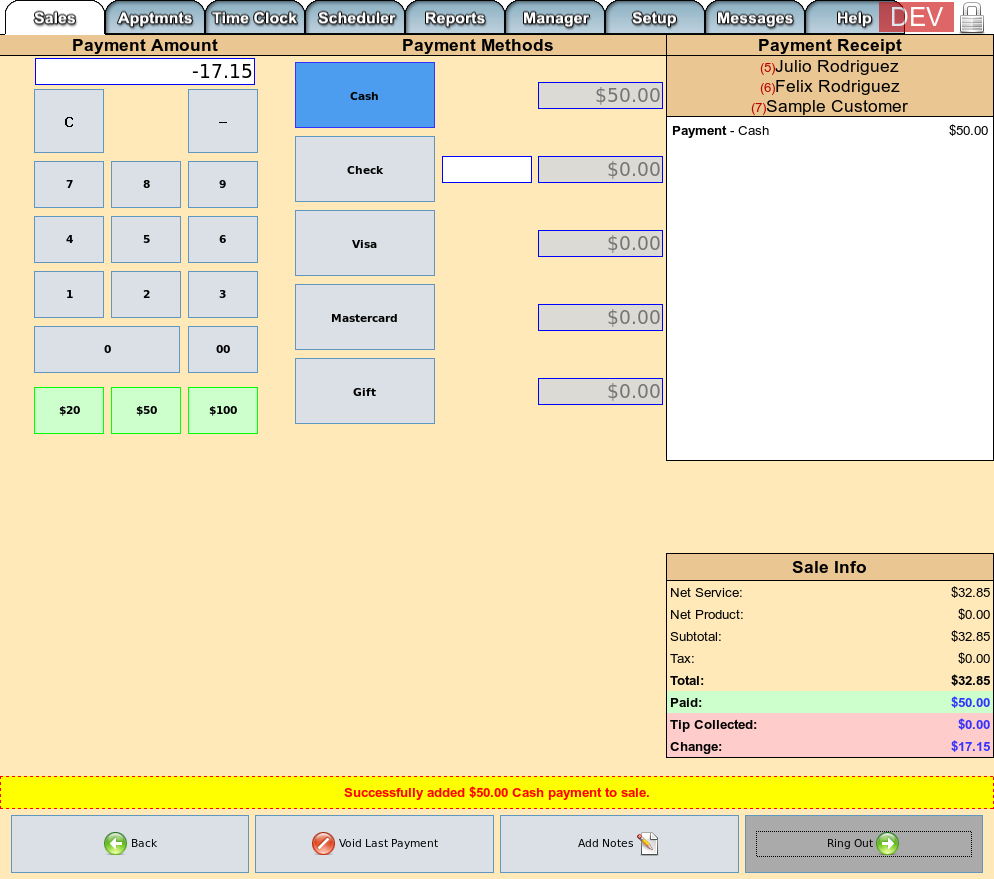 Sales Apptmnts Time Clock Scheduler Reports Manager Setup Messages Help DEV
Payment Amount Payment Methods Payment Receipt
-17.15
C –
7 8 9
4 5 6
1 2 3
0 00
$20 $50 $100
Cash $50.00
Check $0.00
Visa $0.00
Mastercard $0.00
Gift $0.00
(5)Julio Rodriguez
(6)Felix Rodriguez
(7)Sample Customer
Payment - Cash $50.00
Sale Info
Net Service: $32.85
Net Product: $0.00
Subtotal: $32.85
Tax: $0.00
Total: $32.85
Paid: $50.00
Tip Collected: $0.00
Change: $17.15
Successfully added $50.00 Cash payment to sale.
Back Void Last Payment Add Notes Ring Out